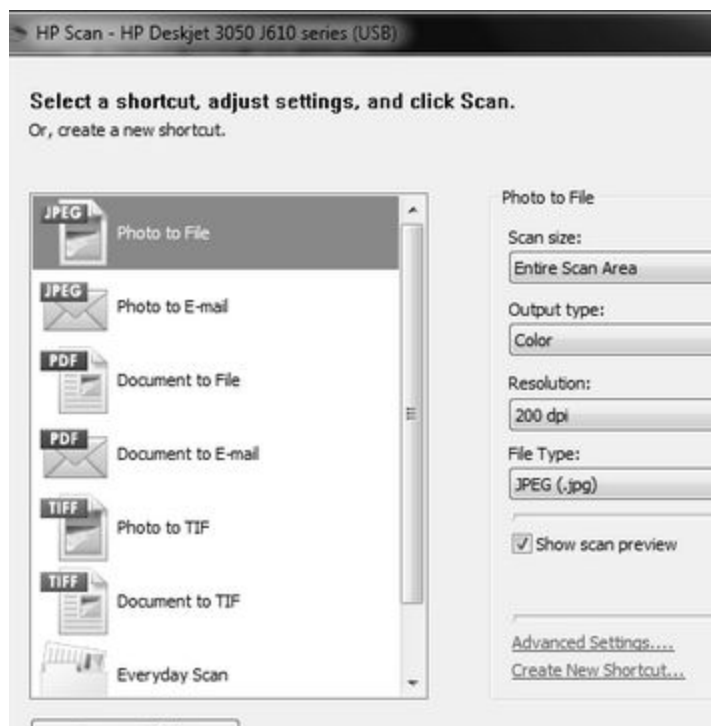 HP Scan - HP Deskjet 3050 J610 series (USB)
Select a shortcut, adjust settings, and click Scan.
Or, create a new shortcut.
JPEG
Photo to File
JPEG
Photo to E-mail
PDF
Document to File
PDF
Document to E-mail
TIFF
Photo to TIF
TIFF
Document to TIF
Everyday Scan
Photo to File
Scan size:
Entire Scan Area
Output type:
Color
Resolution:
200 dpi
File Type:
JPEG (.jpg)
Show scan preview
Advanced Settings....
Create New Shortcut...